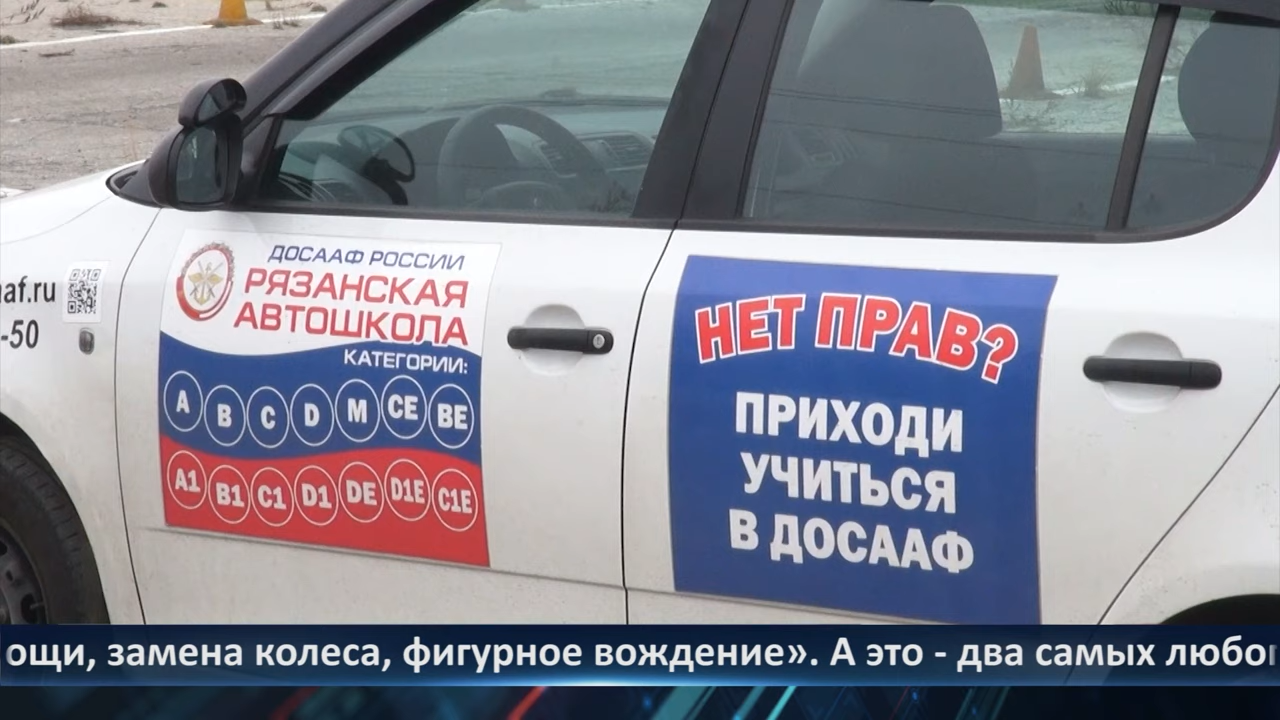 af.ru
-50
ДОСААФ РОССИИ
РЯЗАНСКАЯ
АВТОШКОЛА
КАТЕГОРИИ:
A B C D M CE BE
A1 B1 C1 D1 DE D1E C1E
НЕТ ПРАВ?
ПРИХОДИ
УЧИТЬСЯ
В ДОСААФ
ощи, замена колеса, фигурное вождение». А это - два самых любоп